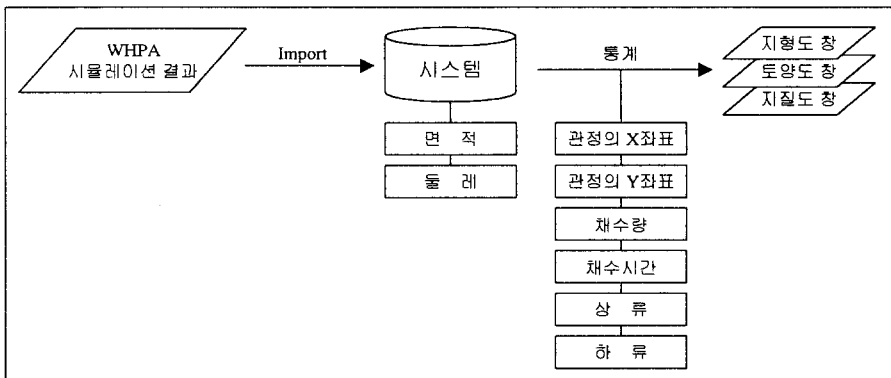 WHPA
시뮬레이션 결과
Import
시스템
면 적
둘 레
통계
관정의 X좌표
관정의 Y좌표
채수량
채수시간
상 류
하 류
지형도 창
토양도 창
지질도 창